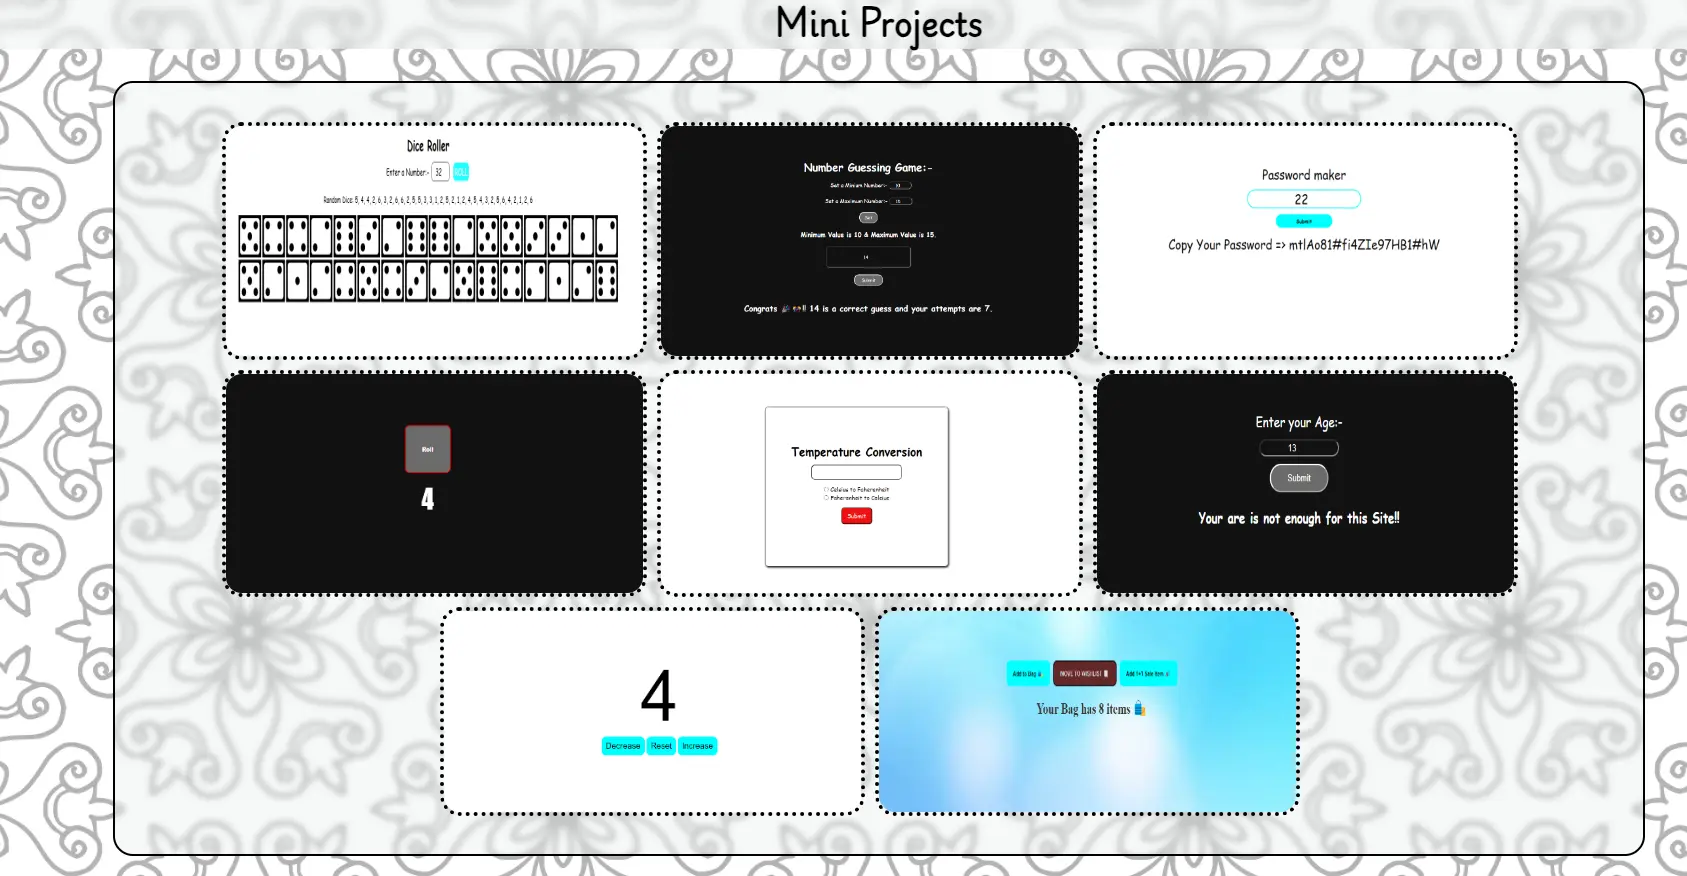 Mini Projects
Dice Roller
Enter a Number:- 32 ROLL
Random Dice: 5, 4, 4, 2, 6, 3, 2, 6, 6, 2, 5, 5, 3, 3, 1, 2, 5, 2, 1, 2, 4, 5, 4, 3, 2, 5, 6, 4, 2, 1, 2, 6
Number Guessing Game:-
Set a Minium Number:- 10
Set a Maximum Number:- 15
Set
Minimum Value is 10 & Maximum Value is 15.
14
Submit
Congrats 🎉 🎊!! 14 is a correct guess and your attempts are 7.
Password maker
22
Submit
Copy Your Password => mtlAo81#fi4ZIe97HB1#hW
Roll
4
Temperature Conversion
Celsius to Faherenheit
Faherenheit to Celsius
Submit
Enter your Age:-
13
Submit
Your are is not enough for this Site!!
4
Decrease Reset Increase
Add to Bag MOVE TO WISHLIST Add 1+1 Sale Item
Your Bag has 8 items 🛍️